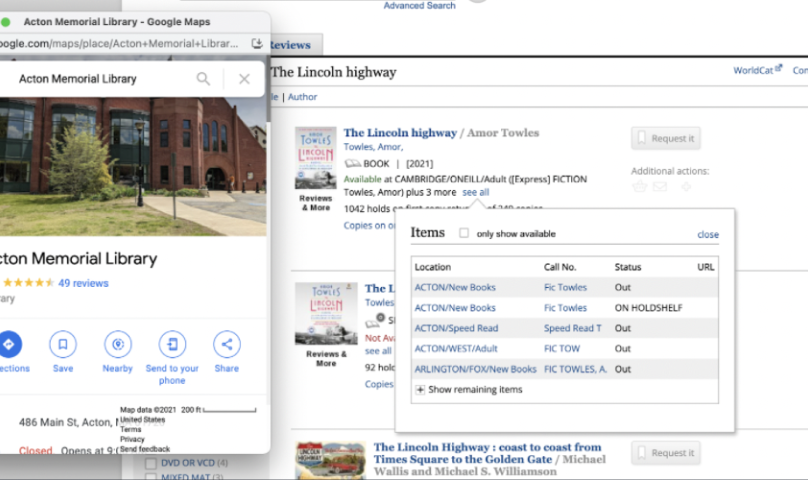 Acton Memorial Library - Google Maps
oogle.com/maps/place/Acton+Memorial+Librar...
Acton Memorial Library
cton Memorial Library
49 reviews
rary
ections
Save
Nearby
Send to your
phone
Share
Map data ©2021 200 ft
United States
Terms
Privacy
Send feedback
486 Main St, Acton,
Closed Opens at 9:
Advanced Search
Reviews
The Lincoln highway
WorldCat
Con
le | Author
The Lincoln highway / Amor Towles
Towles, Amor,
BOOK | [2021]
Available at CAMBRIDGE/ONEILL/Adult ([Express] FICTION
Towles, Amor) plus 3 more see all
1042 holds on first copy returned of 349 copies
Copies on o
Reviews
& More
Request it
Additional actions:
Items
only show available
close
Location Call No. Status URL
ACTON/New Books Fic Towles Out
ACTON/New Books Fic Towles ON HOLDSHELF
ACTON/Speed Read Speed Read T Out
ACTON/WEST/Adult FIC TOW Out
ARLINGTON/FOX/New Books FIC TOWLES, A. Out
Show remaining items
The L
Towles
Not Ava
see all
92 hold
Copies
Reviews &
More
The Lincoln Highway : coast to coast from
Times Square to the Golden Gate / Michael
Wallis and Michael S. Williamson
Request it
DVD OR VCD (4)
MIXED MAT (3)